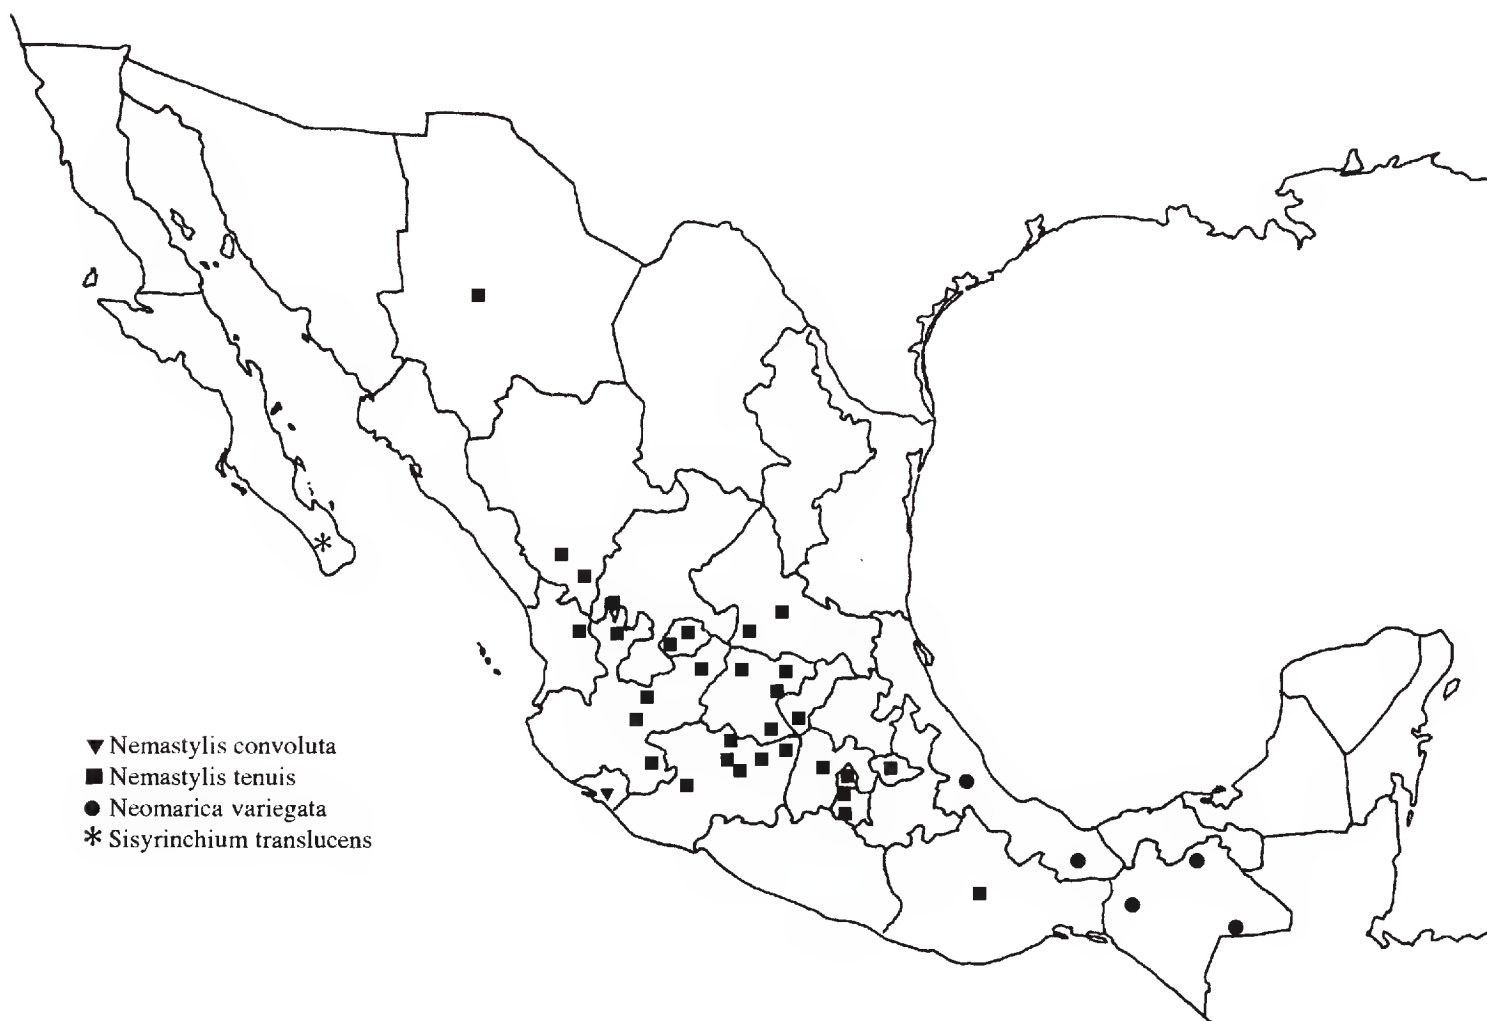 ▼ Nemastylis convoluta
■ Nemastylis tenuis
● Neomarica variegata
* Sisyrinchium translucens